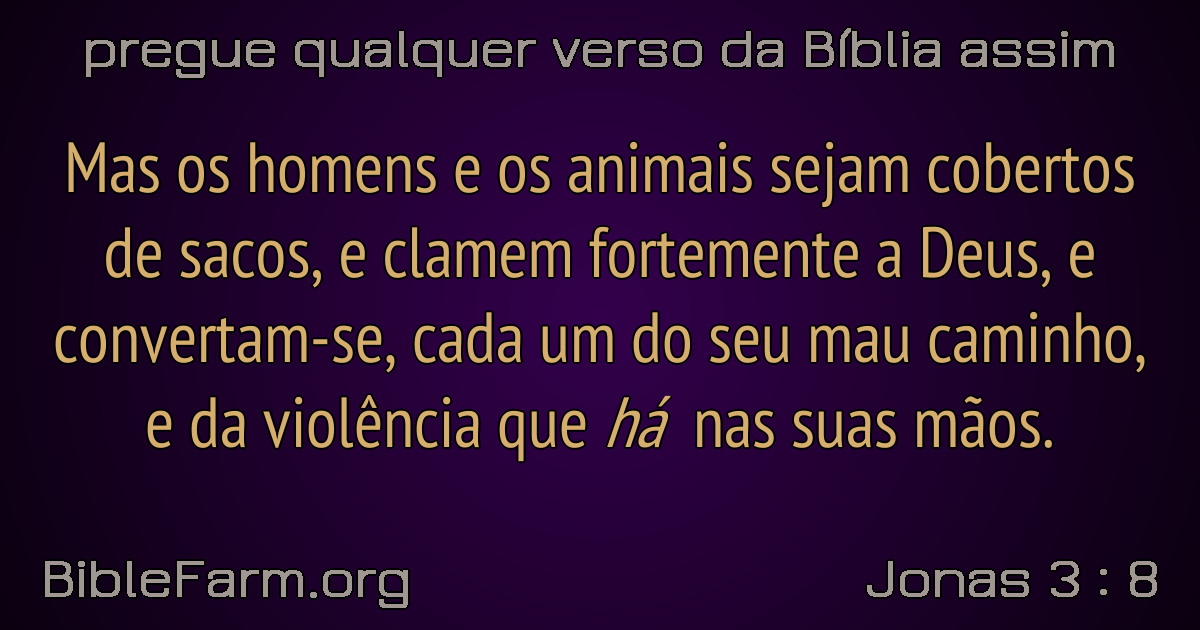 pregue qualquer verso da Bíblia assim
Mas os homens e os animais sejam cobertos
de sacos, e clamem fortemente a Deus, e
convertam-se, cada um do seu mau caminho,
e da violência que há nas suas mãos.
BibleFarm.org
Jonas 3 : 8